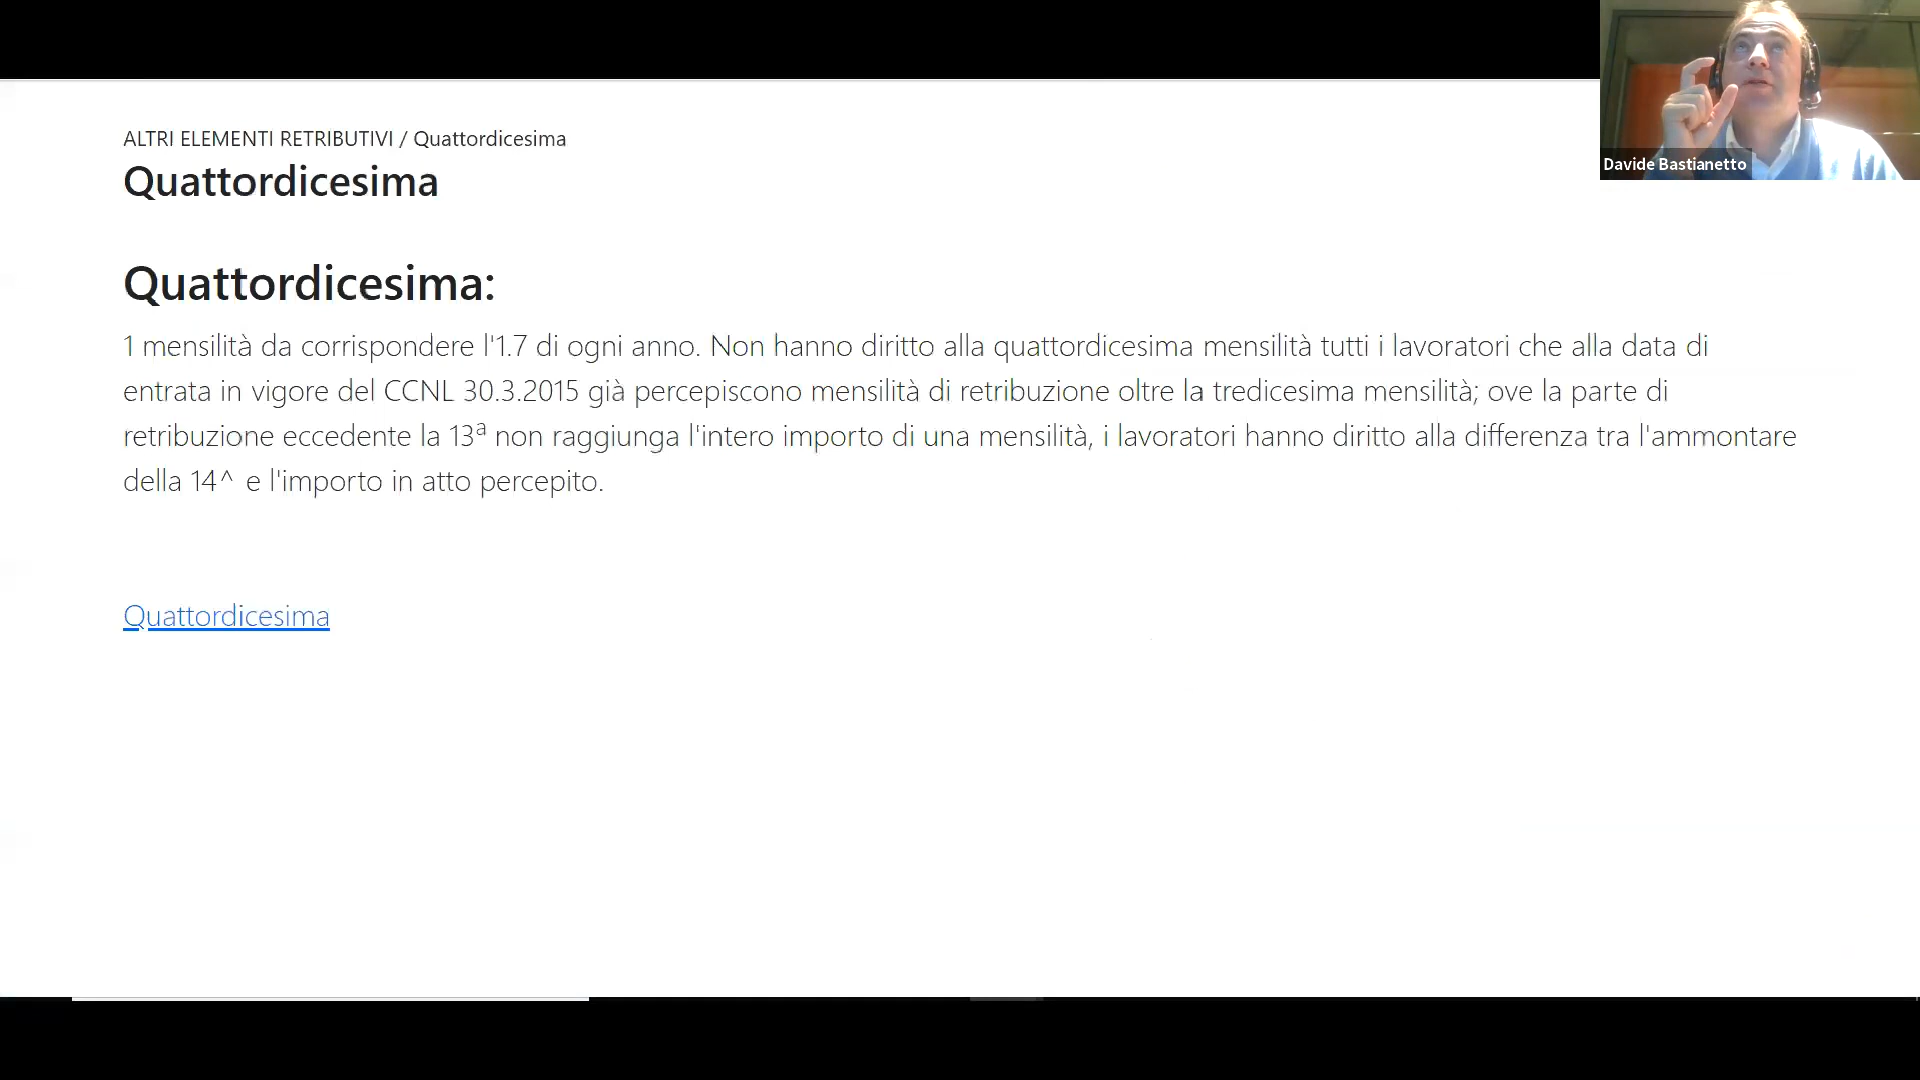 ALTRI ELEMENTI RETRIBUTIVI / Quattordicesima
Quattordicesima
Davide Bastianetto
Quattordicesima:
1 mensilità da corrispondere l'1.7 di ogni anno. Non hanno diritto alla quattordicesima mensilità tutti i lavoratori che alla data di
entrata in vigore del CCNL 30.3.2015 già percepiscono mensilità di retribuzione oltre la tredicesima mensilità; ove la parte di
retribuzione eccedente la 13ª non raggiunga l'intero importo di una mensilità, i lavoratori hanno diritto alla differenza tra l'ammontare
della 14^ e l'importo in atto percepito.
Quattordicesima